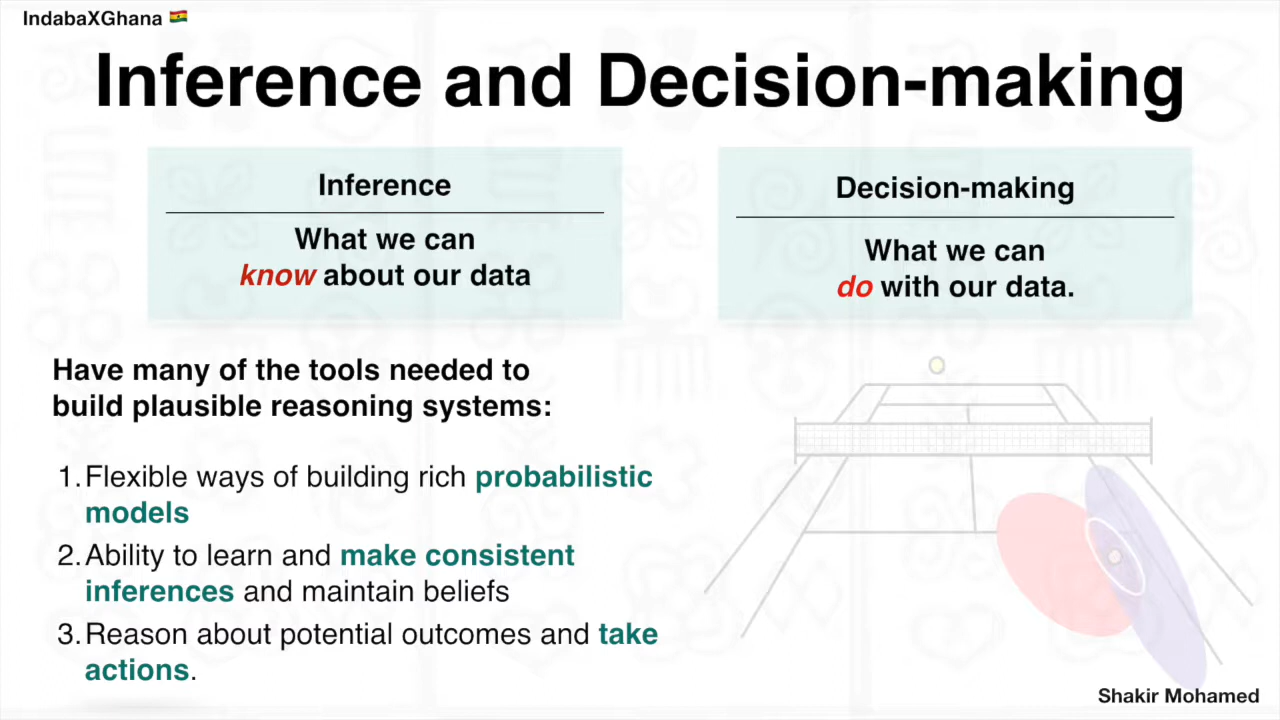 IndabaXGhana 🇬🇭
Inference and Decision-making
Inference
What we can
know about our data
Decision-making
What we can
do with our data.
Have many of the tools needed to
build plausible reasoning systems:
1. Flexible ways of building rich probabilistic
models
2. Ability to learn and make consistent
inferences and maintain beliefs
3. Reason about potential outcomes and take
actions.
Shakir Mohamed